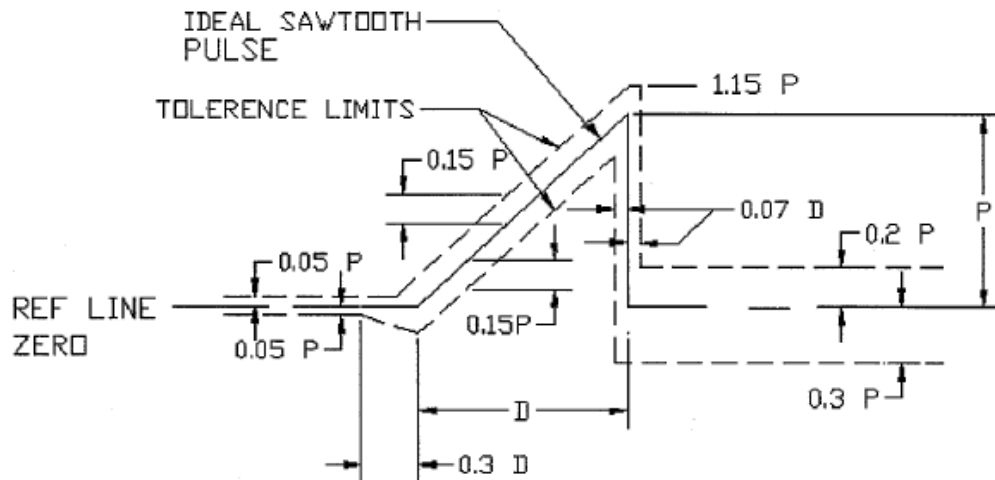 IDEAL SAWTOOTH
PULSE
1.15 P
TOLERENCE LIMITS
0.15 P
P
0.07 D
0.2 P
0.05 P
REF LINE
ZERO
0.15P
0.05 P
0.3 P
D
0.3 D